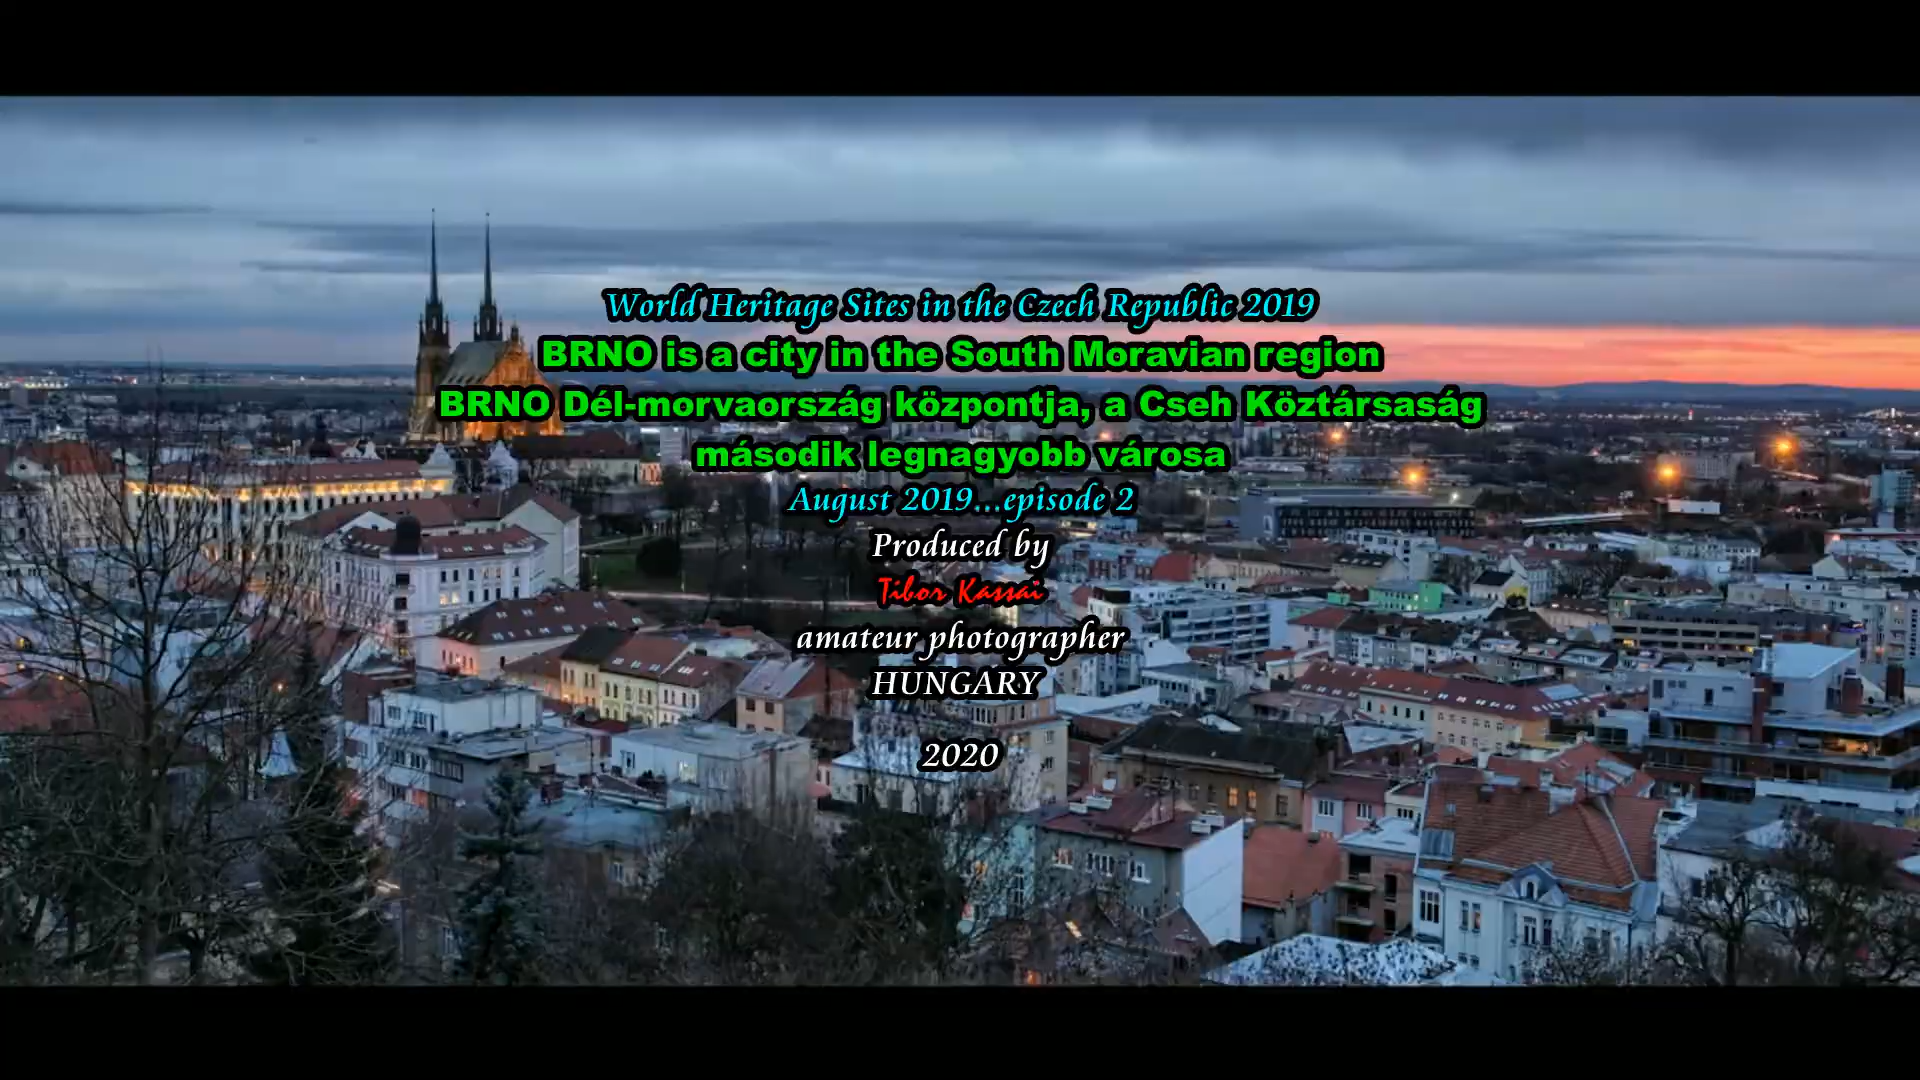 World Heritage Sites in the Czech Republic 2019
BRNO is a city in the South Moravian region
BRNO Dél-morvaország központja, a Cseh Köztársaság
második legnagyobb városa
August 2019...episode 2
Produced by
Tibor Kassai
amateur photographer
HUNGARY
2020